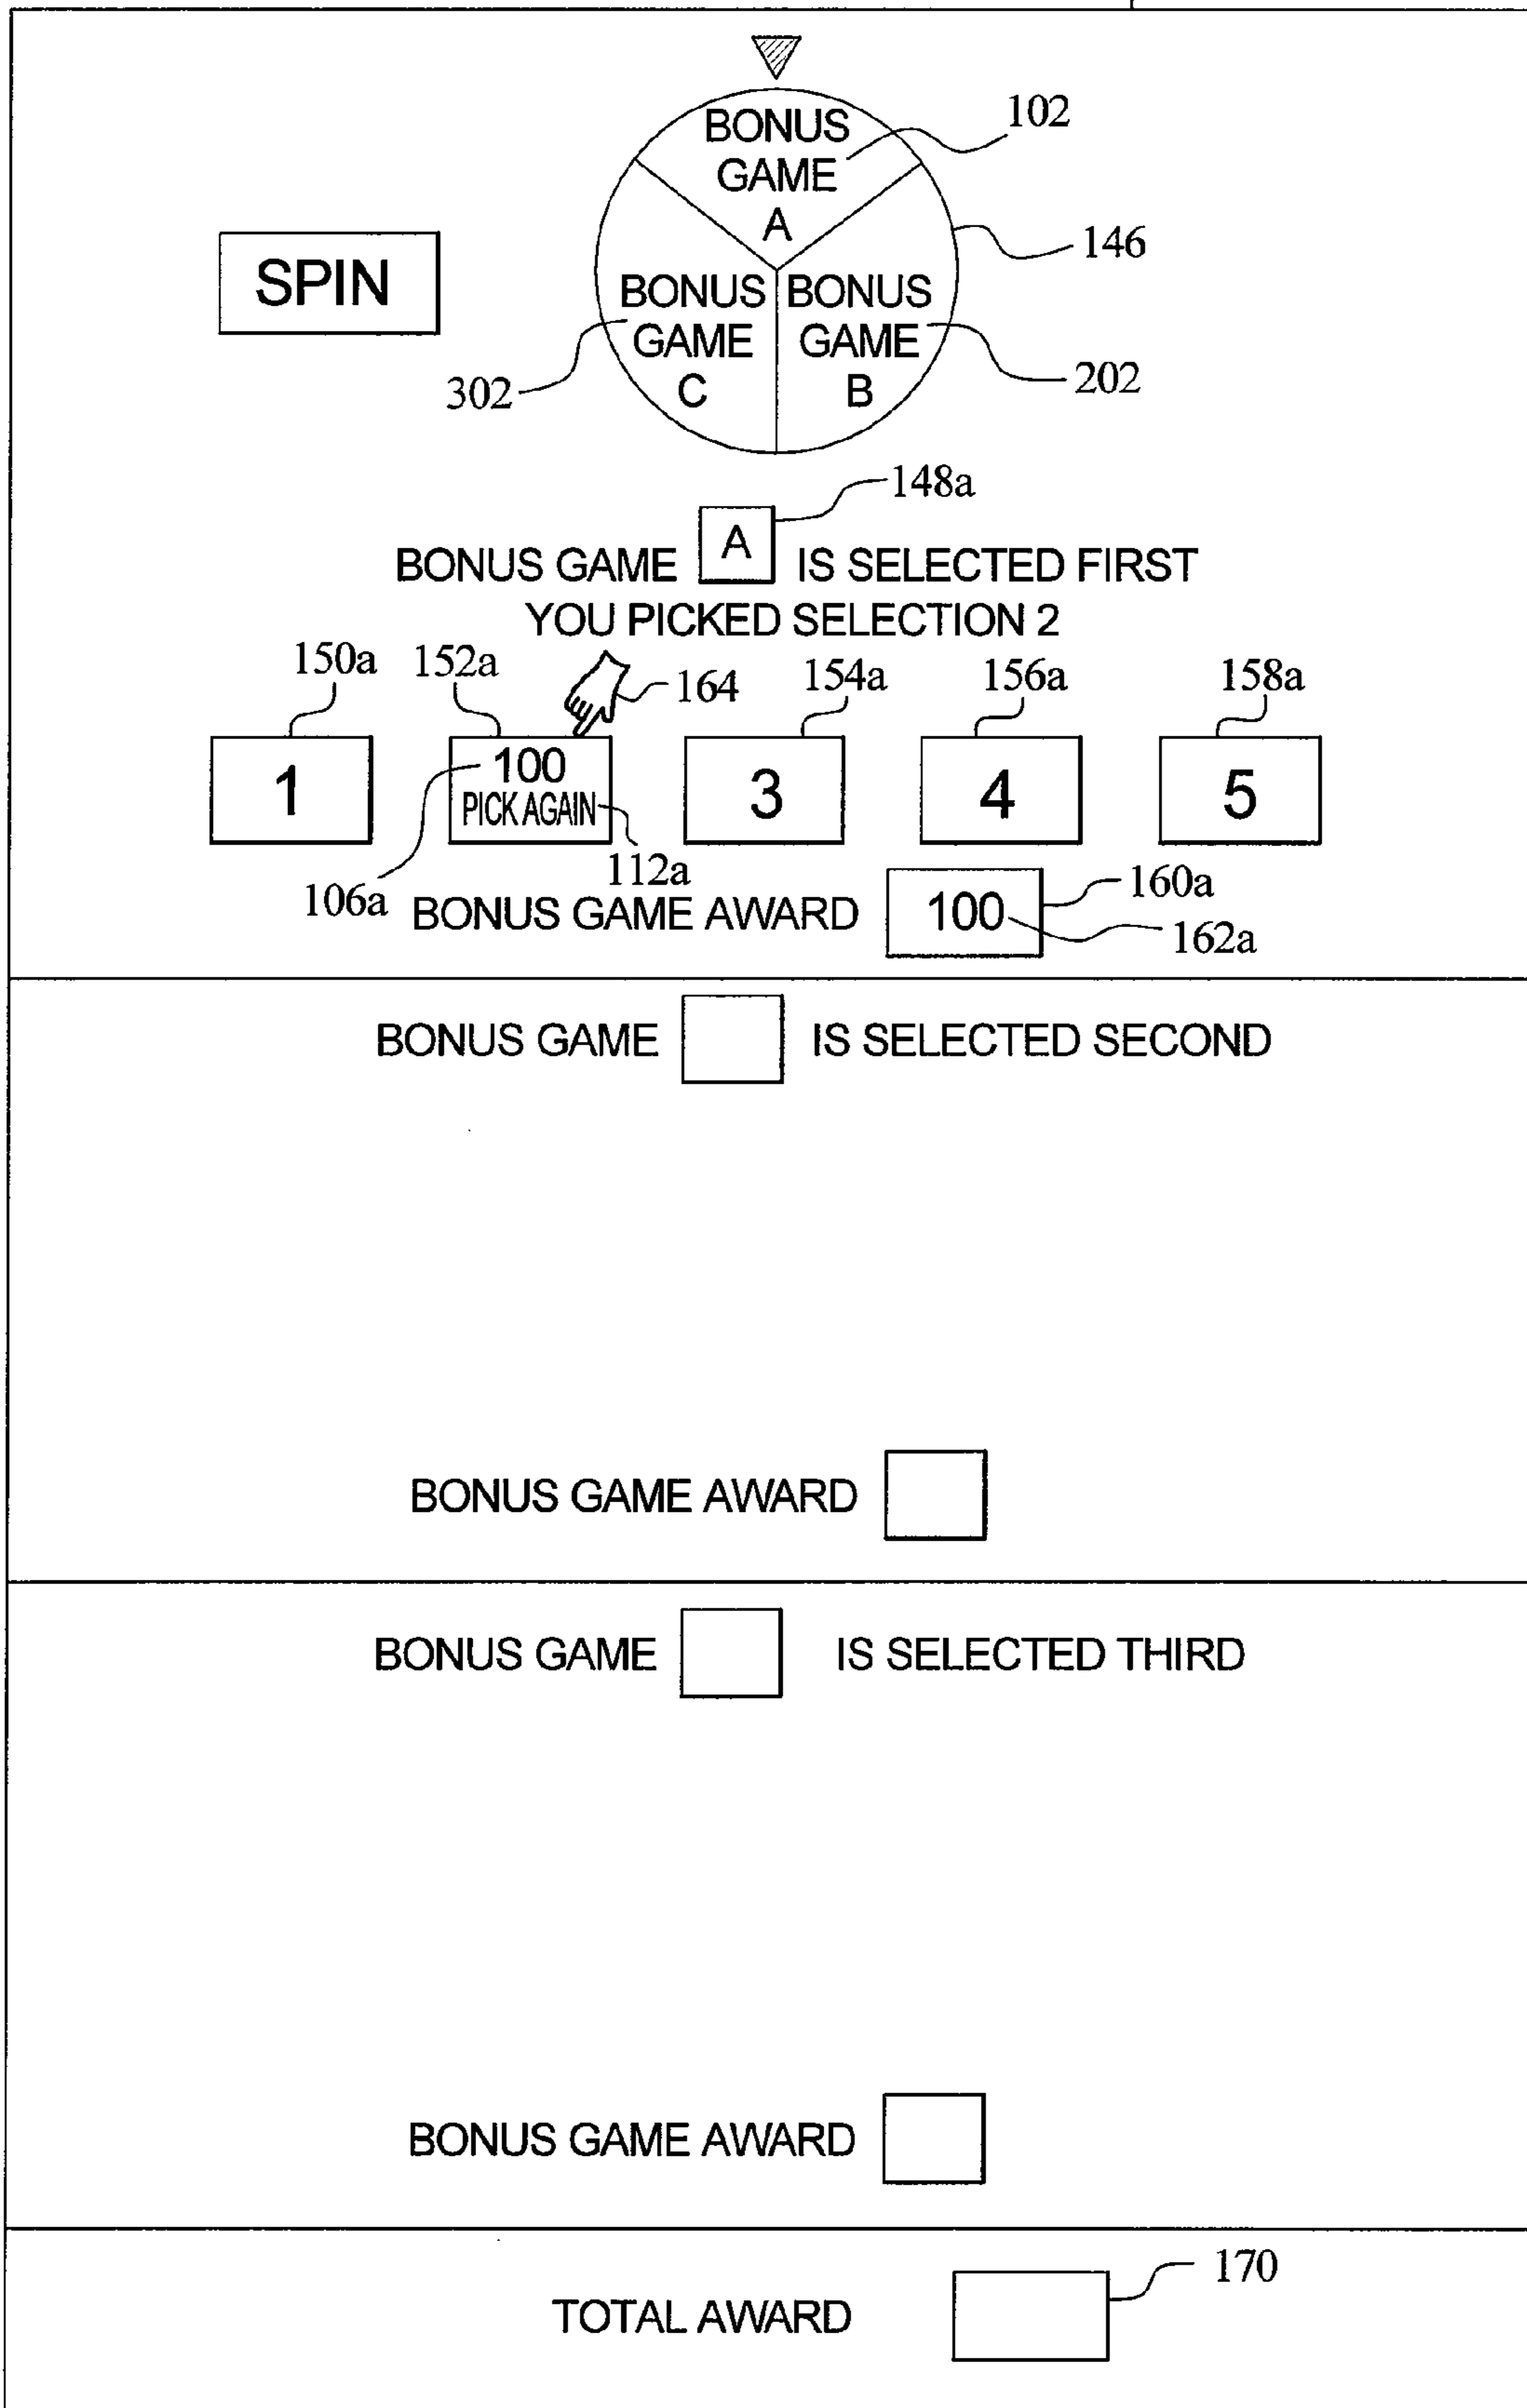 BONUS
GAME
A
102
146
SPIN
BONUS
GAME
C
BONUS
GAME
B
302
202
148a
BONUS GAME A IS SELECTED FIRST
YOU PICKED SELECTION 2
150a 152a 164 154a 156a 158a
1
100
PICK AGAIN
3
4
5
106a
112a
BONUS GAME AWARD 100
160a
162a
BONUS GAME IS SELECTED SECOND
BONUS GAME AWARD
BONUS GAME IS SELECTED THIRD
BONUS GAME AWARD
170
TOTAL AWARD